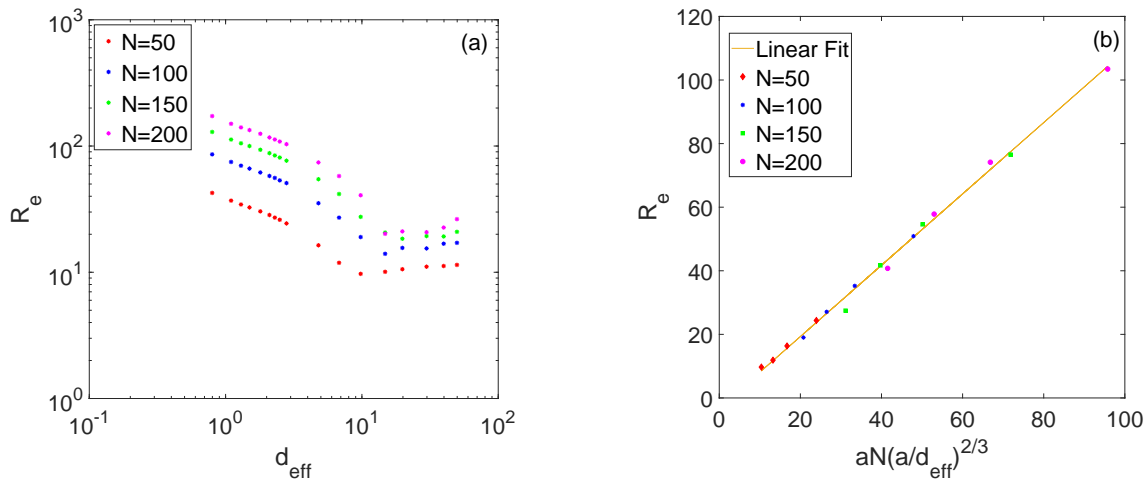 10^3
10^2
10^1
10^0
R_e
N=50
N=100
N=150
N=200
(a)
10^-1 10^0 10^1 10^2
d_eff
120
100
80
60
40
20
0
R_e
Linear Fit
N=50
N=100
N=150
N=200
(b)
0 20 40 60 80 100
aN(a/d_eff)^2/3